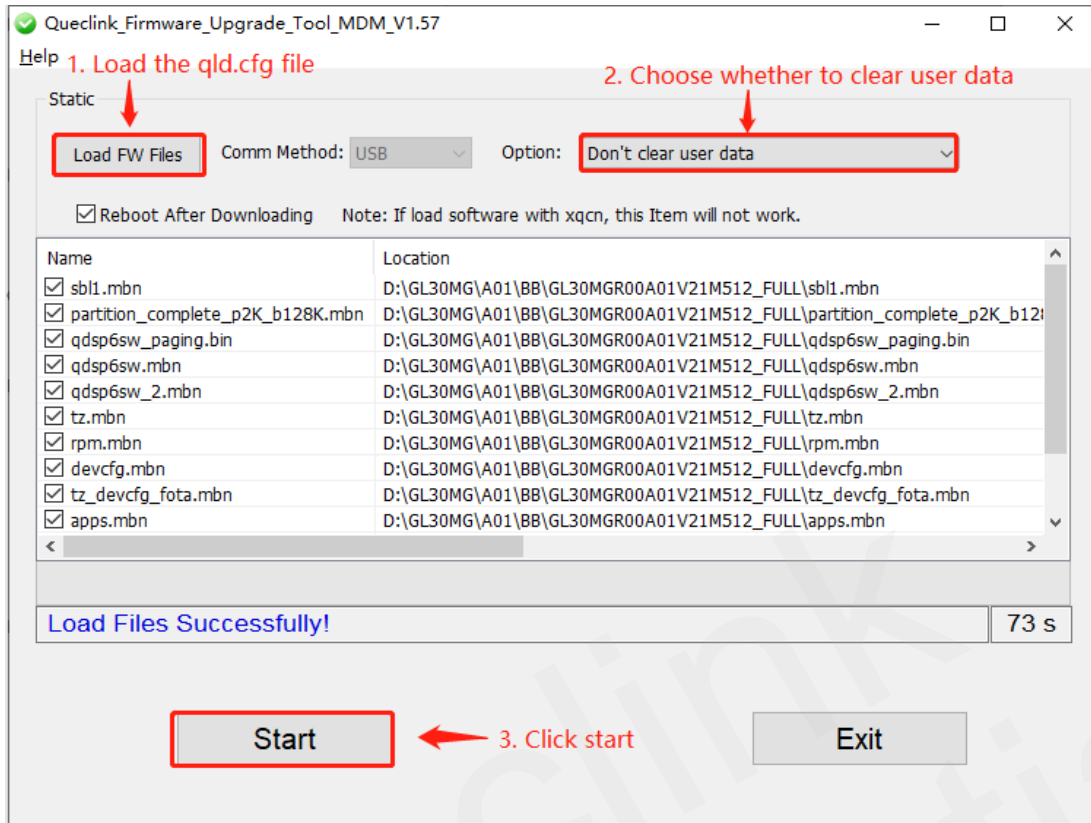 Queclink_Firmware_Upgrade_Tool_MDM_V1.57
Help
1. Load the qld.cfg file
2. Choose whether to clear user data
Static
Load FW Files Comm Method: USB Option: Don't clear user data
Reboot After Downloading Note: If load software with xqcn, this Item will not work.
Name Location
sbl1.mbn D:\GL30MG\A01\BB\GL30MGR00A01V21M512_FULL\sbl1.mbn
partition_complete_p2K_b128K.mbn D:\GL30MG\A01\BB\GL30MGR00A01V21M512_FULL\partition_complete_p2K_b128
qdsp6sw_paging.bin D:\GL30MG\A01\BB\GL30MGR00A01V21M512_FULL\qdsp6sw_paging.bin
qdsp6sw.mbn D:\GL30MG\A01\BB\GL30MGR00A01V21M512_FULL\qdsp6sw.mbn
qdsp6sw_2.mbn D:\GL30MG\A01\BB\GL30MGR00A01V21M512_FULL\qdsp6sw_2.mbn
tz.mbn D:\GL30MG\A01\BB\GL30MGR00A01V21M512_FULL\tz.mbn
rpm.mbn D:\GL30MG\A01\BB\GL30MGR00A01V21M512_FULL\rpm.mbn
devcfg.mbn D:\GL30MG\A01\BB\GL30MGR00A01V21M512_FULL\devcfg.mbn
tz_devcfg_fota.mbn D:\GL30MG\A01\BB\GL30MGR00A01V21M512_FULL\tz_devcfg_fota.mbn
apps.mbn D:\GL30MG\A01\BB\GL30MGR00A01V21M512_FULL\apps.mbn
Load Files Successfully! 73 s
Start 3. Click start Exit